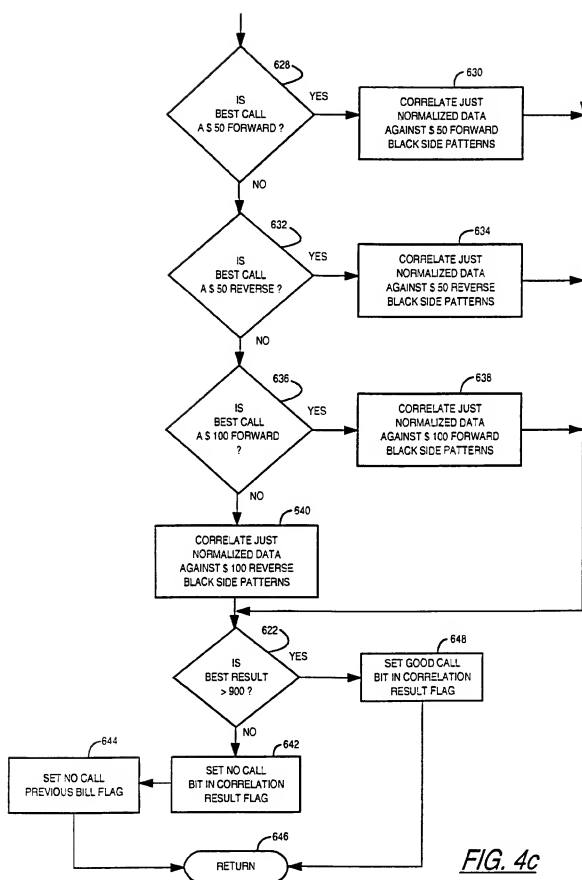 628
IS
BEST CALL
A $ 50 FORWARD ?
YES
NO
630
CORRELATE JUST
NORMALIZED DATA
AGAINST $ 50 FORWARD
BLACK SIDE PATTERNS
632
IS
BEST CALL
A $ 50 REVERSE ?
YES
NO
634
CORRELATE JUST
NORMALIZED DATA
AGAINST $ 50 REVERSE
BLACK SIDE PATTERNS
636
IS
BEST CALL
A $ 100 FORWARD
?
YES
NO
638
CORRELATE JUST
NORMALIZED DATA
AGAINST $ 100 FORWARD
BLACK SIDE PATTERNS
640
CORRELATE JUST
NORMALIZED DATA
AGAINST $ 100 REVERSE
BLACK SIDE PATTERNS
622
IS
BEST RESULT
> 900 ?
YES
NO
648
SET GOOD CALL
BIT IN CORRELATION
RESULT FLAG
644
SET NO CALL
PREVIOUS BILL FLAG
642
SET NO CALL
BIT IN CORRELATION
RESULT FLAG
646
RETURN
FIG. 4c